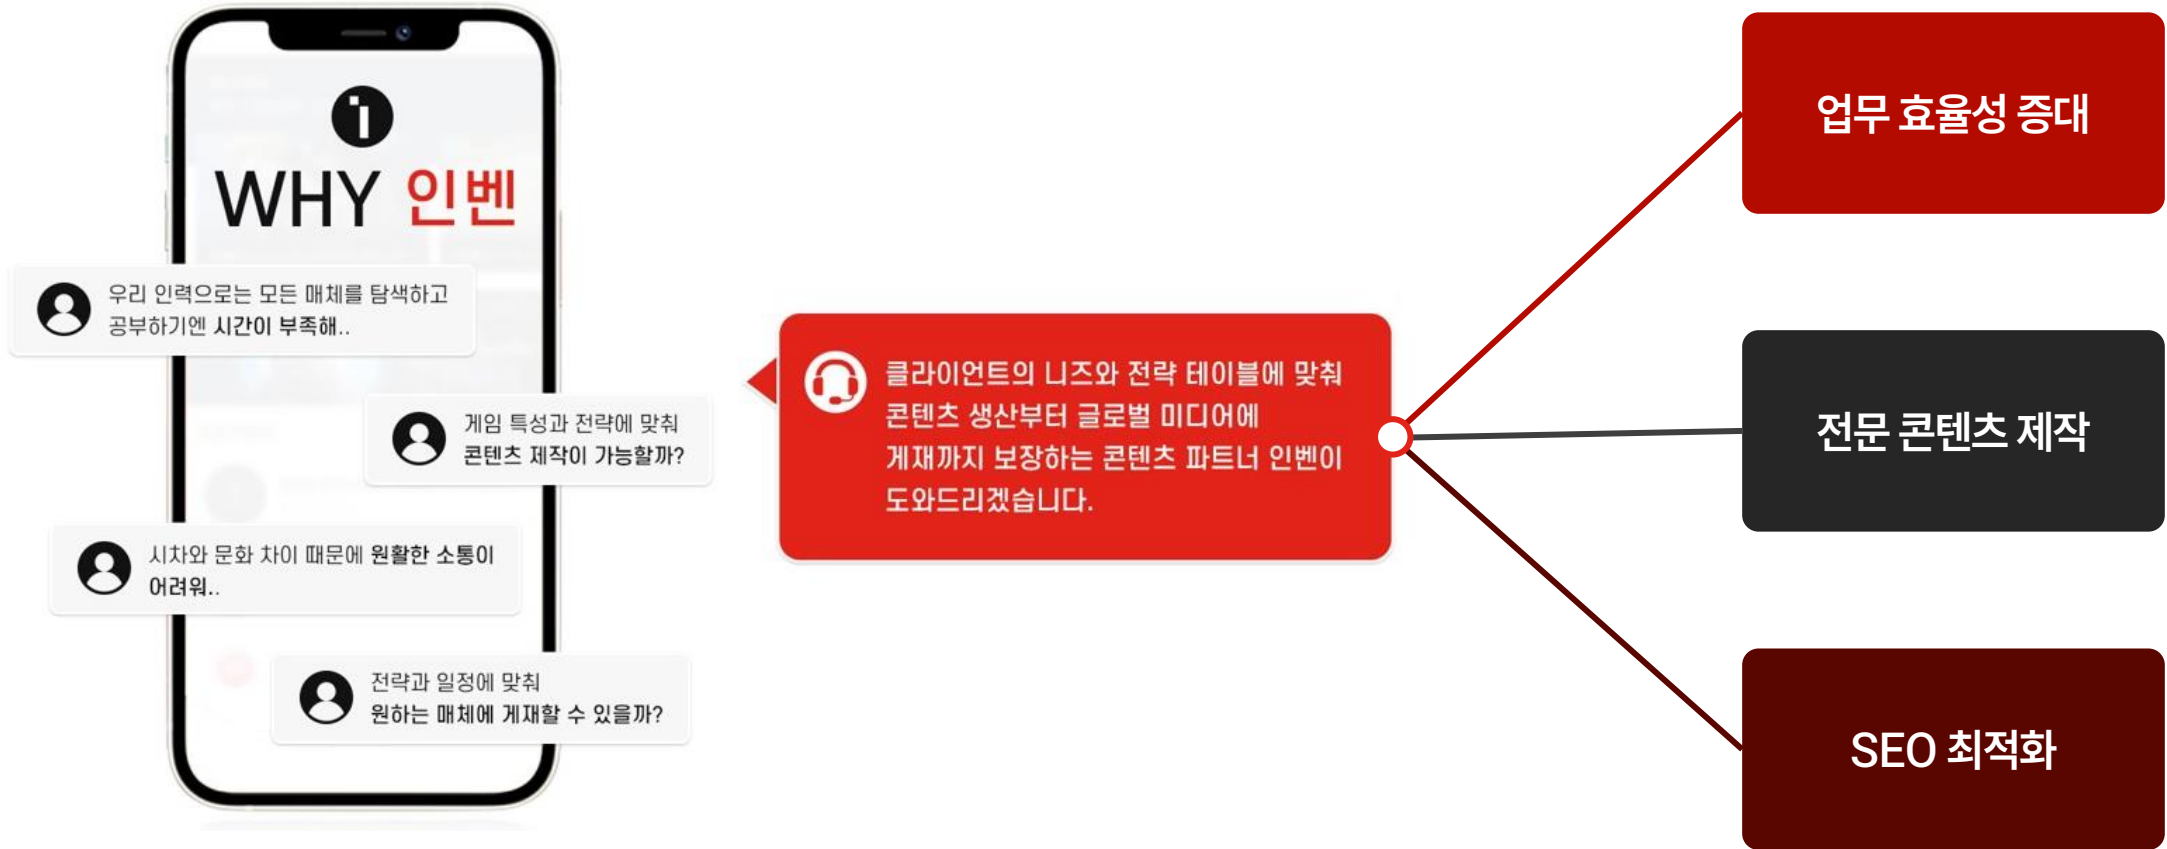 WHY 인벤
우리 인력으로는 모든 매체를 탐색하고
공부하기엔 시간이 부족해..
게임 특성과 전략에 맞춰
콘텐츠 제작이 가능할까?
시차와 문화 차이 때문에 원활한 소통이
어려워..
전략과 일정에 맞춰
원하는 매체에 게재할 수 있을까?
클라이언트의 니즈와 전략 테이블에 맞춰
콘텐츠 생산부터 글로벌 미디어에
게재까지 보장하는 콘텐츠 파트너 인벤이
도와드리겠습니다.
업무 효율성 증대
전문 콘텐츠 제작
SEO 최적화